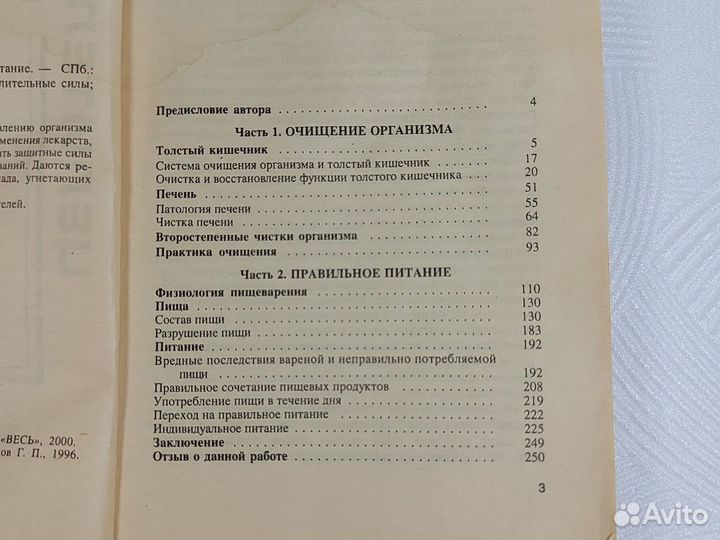 тание. — СПб.:
лительные силы;
влению организма
менения лекарств,
ать защитные силы
ваний. Даются ре-
ада, угнетающих
телей.
«ВЕСЬ», 2000.
ов Г. П., 1996.
Предисловие автора . . . . . . . . . . . . . . . . . . 4
Часть 1. ОЧИЩЕНИЕ ОРГАНИЗМА
Толстый кишечник . . . . . . . . . . . . . . . . . . 5
Система очищения организма и толстый кишечник . . . . 17
Очистка и восстановление функции толстого кишечника . . 20
Печень . . . . . . . . . . . . . . . . . . 51
Патология печени . . . . . . . . . . . . . . . . . . 55
Чистка печени . . . . . . . . . . . . . . . . . . 64
Второстепенные чистки организма . . . . . . . . . . 82
Практика очищения . . . . . . . . . . . . . . . . 93
Часть 2. ПРАВИЛЬНОЕ ПИТАНИЕ
Физиология пищеварения . . . . . . . . . . . . . . 110
Пища . . . . . . . . . . . . . . . . . . 130
Состав пищи . . . . . . . . . . . . . . . . . . 130
Разрушение пищи . . . . . . . . . . . . . . . . . . 183
Питание . . . . . . . . . . . . . . . . . . 192
Вредные последствия вареной и неправильно потребляемой
пищи . . . . . . . . . . . . . . . . . . 192
Правильное сочетание пищевых продуктов . . . . . . . 208
Употребление пищи в течение дня . . . . . . . . . . 219
Переход на правильное питание . . . . . . . . . . . 222
Индивидуальное питание . . . . . . . . . . . . . . 225
Заключение . . . . . . . . . . . . . . . . . . 249
Отзыв о данной работе . . . . . . . . . . . . . . 250
3
Avito